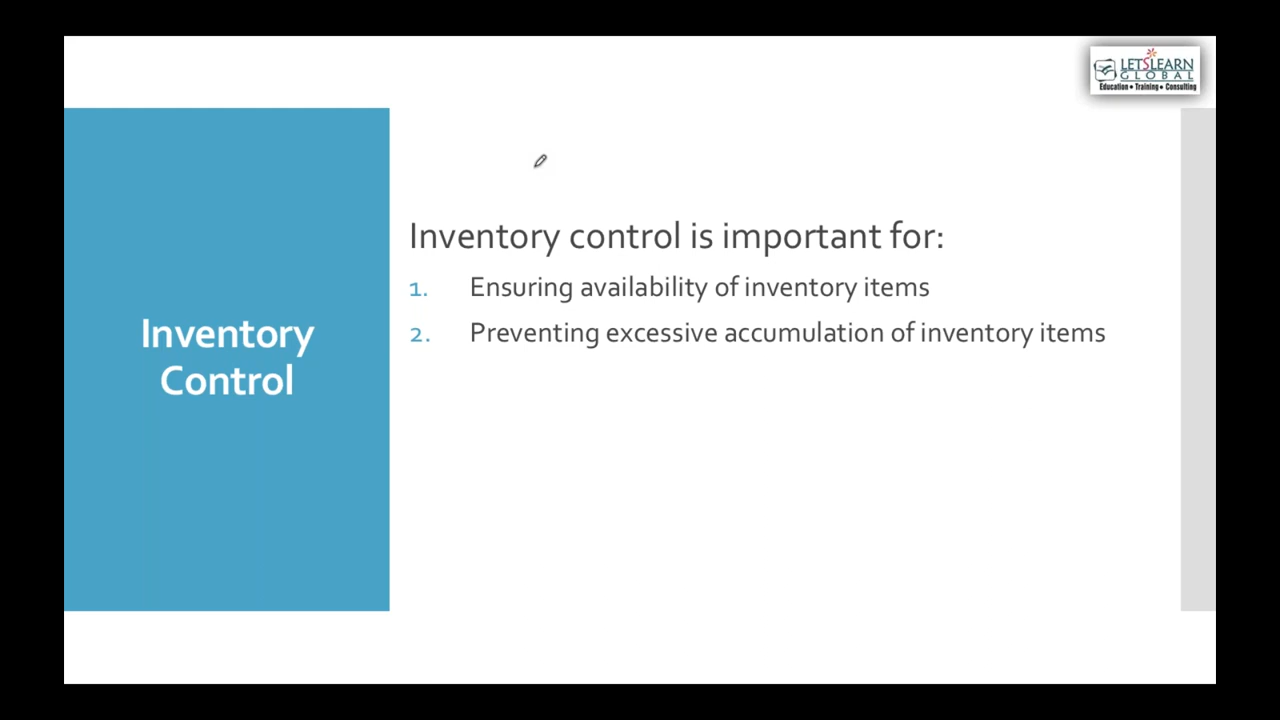 LETSLEARN
GLOBAL
Education • Training • Consulting
Inventory
Control
Inventory control is important for:
1. Ensuring availability of inventory items
2. Preventing excessive accumulation of inventory items